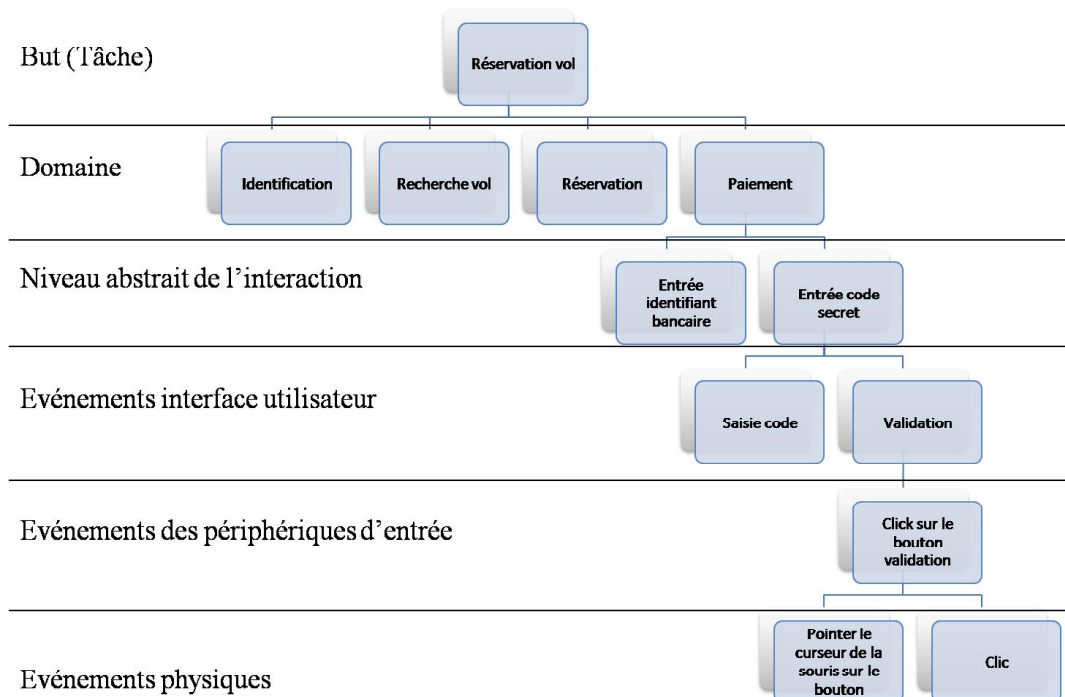 But (Tâche)
Réservation vol
Domaine
Identification
Recherche vol
Réservation
Paiement
Niveau abstrait de l'interaction
Entrée
identifiant
bancaire
Entrée code
secret
Evénements interface utilisateur
Saisie code
Validation
Evénements des périphériques d'entrée
Click sur le
bouton
validation
Evénements physiques
Pointer le
curseur de la
souris sur le
bouton
Clic